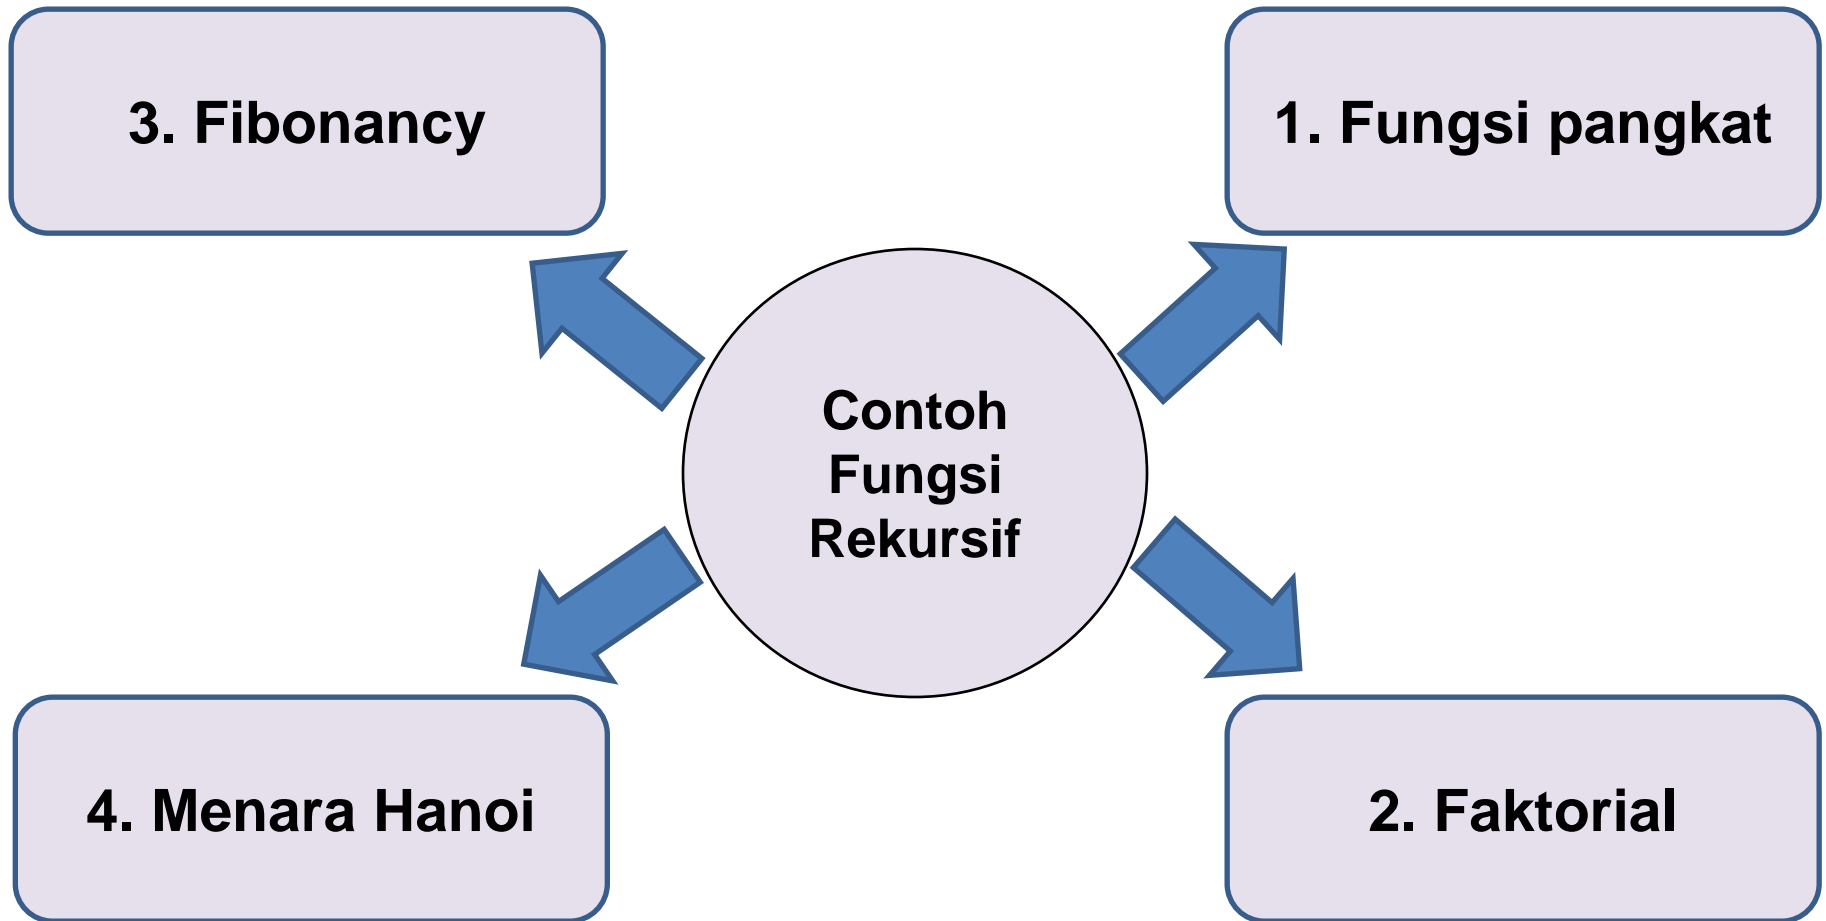 3. Fibonancy
1. Fungsi pangkat
Contoh
Fungsi
Rekursif
4. Menara Hanoi
2. Faktorial